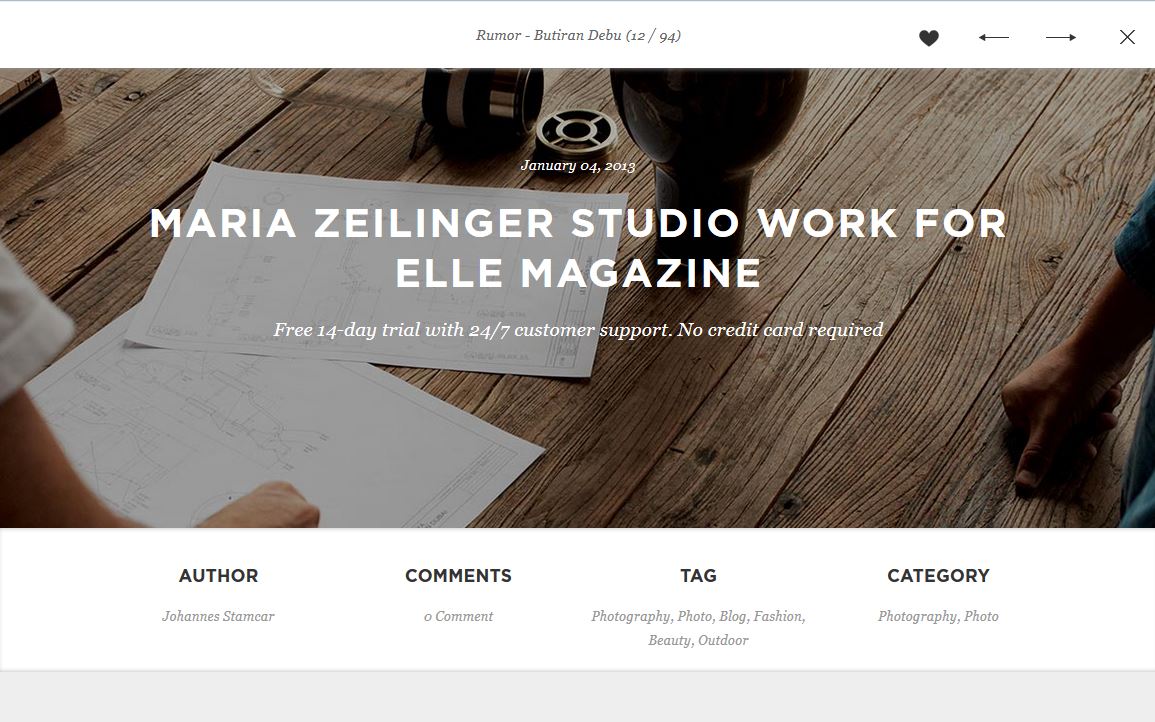 Rumor - Butiran Debu (12 / 94)
January 04, 2013
MARIA ZEILINGER STUDIO WORK FOR
ELLE MAGAZINE
Free 14-day trial with 24/7 customer support. No credit card required
AUTHOR
Johannes Stamcar
COMMENTS
0 Comment
TAG
Photography, Photo, Blog, Fashion,
Beauty, Outdoor
CATEGORY
Photography, Photo